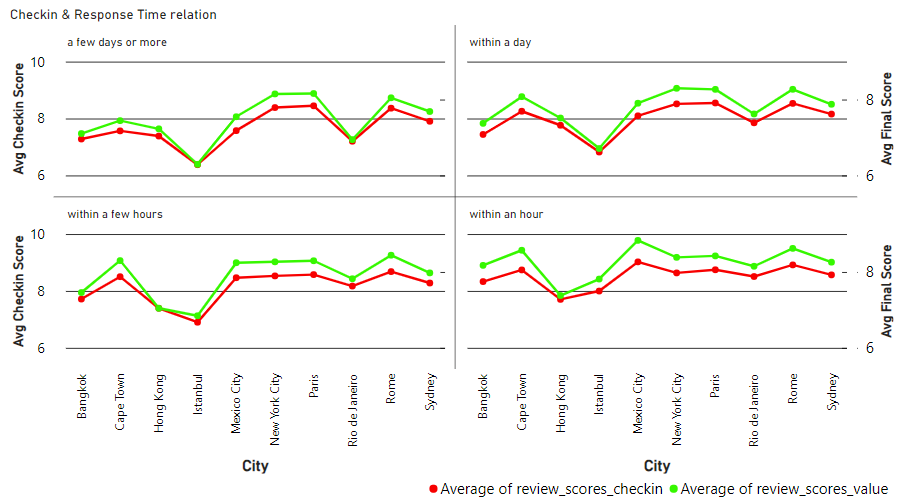 Checkin & Response Time relation
a few days or more
within a day
10
8
6
Avg Checkin Score
8
6
Avg Final Score
within a few hours
within an hour
10
8
6
Avg Checkin Score
8
6
Avg Final Score
Bangkok
Cape Town
Hong Kong
Istanbul
Mexico City
New York City
Paris
Rio de Janeiro
Rome
Sydney
Bangkok
Cape Town
Hong Kong
Istanbul
Mexico City
New York City
Paris
Rio de Janeiro
Rome
Sydney
City
City
Average of review_scores_checkin
Average of review_scores_value